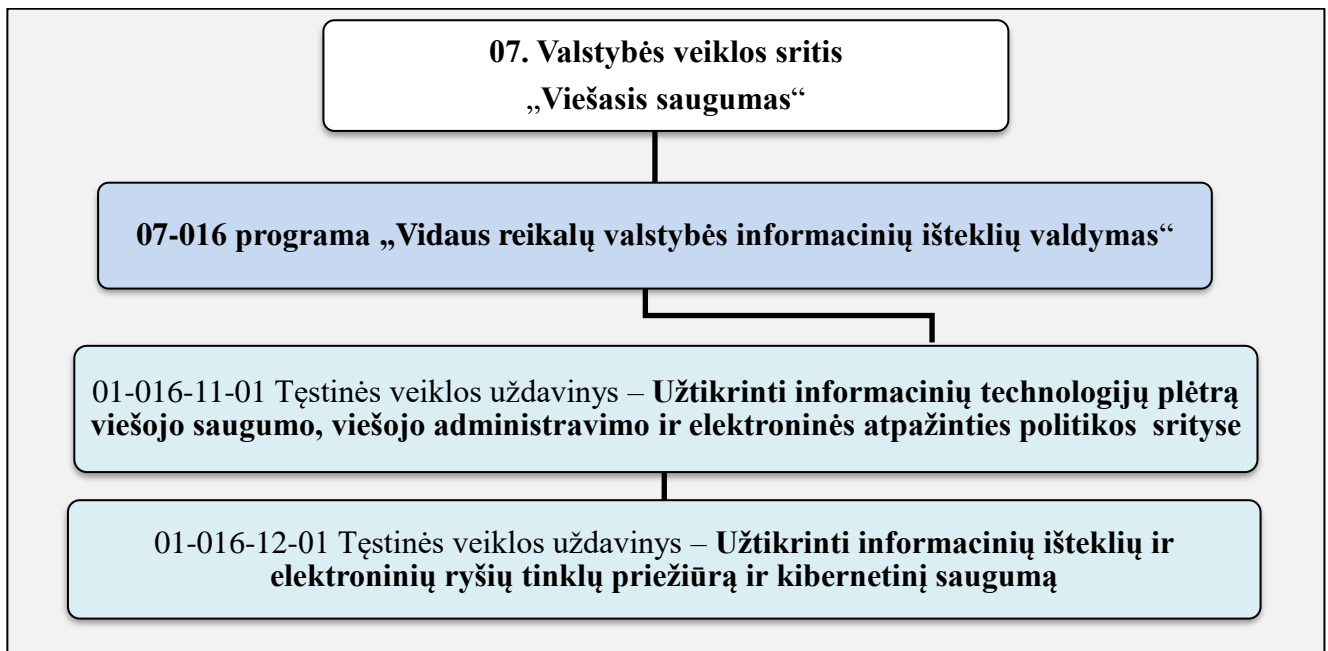 07. Valstybės veiklos sritis
„Viešasis saugumas“
07-016 programa „Vidaus reikalų valstybės informacinių išteklių valdymas“
01-016-11-01 Tęstinės veiklos uždavinys – Užtikrinti informacinių technologijų plėtrą
viešojo saugumo, viešojo administravimo ir elektroninės atpažinties politikos  srityse
01-016-12-01 Tęstinės veiklos uždavinys – Užtikrinti informacinių išteklių ir
elektroninių ryšių tinklų priežiūrą ir kibernetinį saugumą